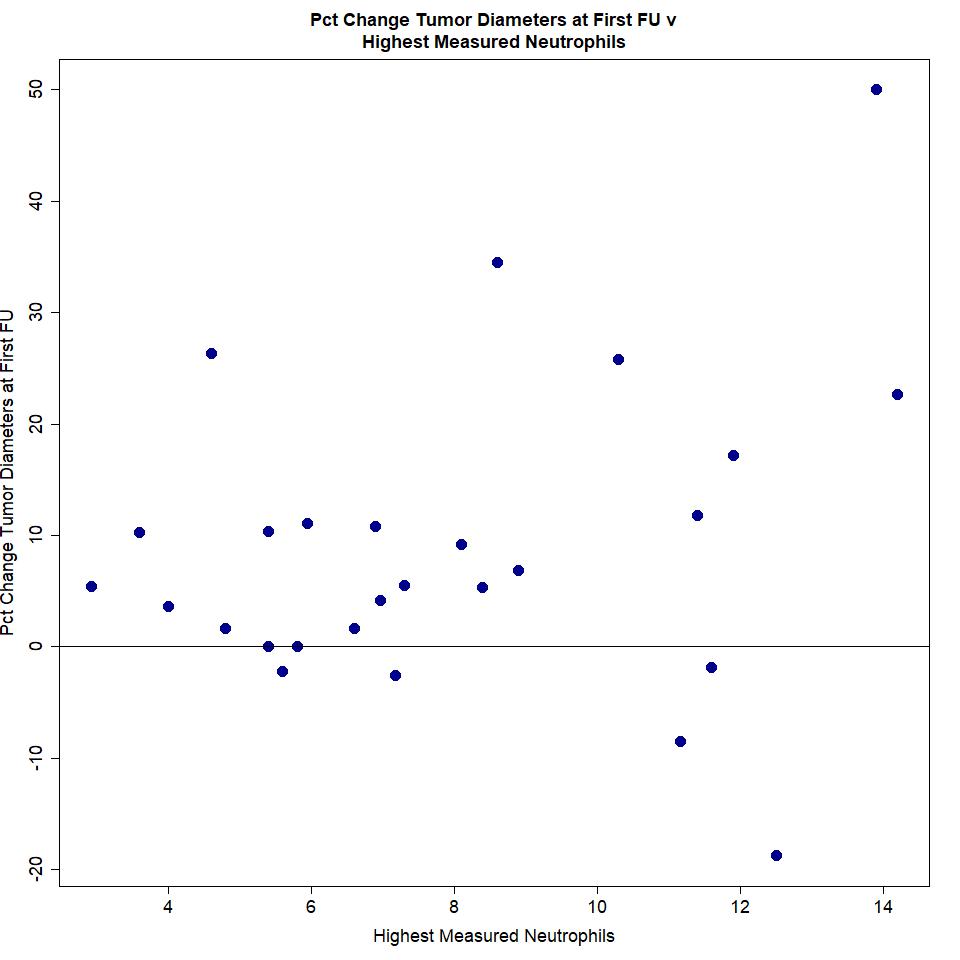 Pct Change Tumor Diameters at First FU v
Highest Measured Neutrophils
Pct Change Tumor Diameters at First FU
50
40
30
20
10
0
-10
-20
4 6 8 10 12 14
Highest Measured Neutrophils